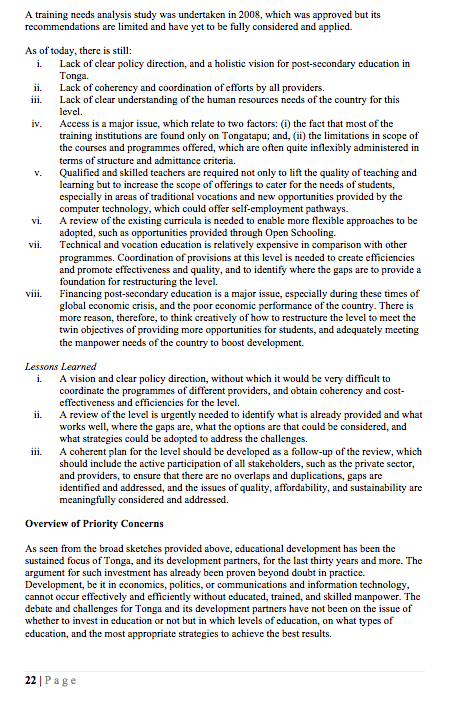 A training needs analysis study was undertaken in 2008, which was approved but its
recommendations are limited and have yet to be fully considered and applied.
As of today, there is still:
i. Lack of clear policy direction, and a holistic vision for post-secondary education in
Tonga.
ii. Lack of coherency and coordination of efforts by all providers.
iii. Lack of clear understanding of the human resources needs of the country for this
level.
iv. Access is a major issue, which relate to two factors: (i) the fact that most of the
training institutions are found only on Tongatapu; and, (ii) the limitations in scope of
the courses and programmes offered, which are often quite inflexibly administered in
terms of structure and admittance criteria.
v. Qualified and skilled teachers are required not only to lift the quality of teaching and
learning but to increase the scope of offerings to cater for the needs of students,
especially in areas of traditional vocations and new opportunities provided by the
computer technology, which could offer self-employment pathways.
vi. A review of the existing curricula is needed to enable more flexible approaches to be
adopted, such as opportunities provided through Open Schooling.
vii. Technical and vocation education is relatively expensive in comparison with other
programmes. Coordination of provisions at this level is needed to create efficiencies
and promote effectiveness and quality, and to identify where the gaps are to provide a
foundation for restructuring the level.
viii. Financing post-secondary education is a major issue, especially during these times of
global economic crisis, and the poor economic performance of the country. There is
more reason, therefore, to think creatively of how to restructure the level to meet the
twin objectives of providing more opportunities for students, and adequately meeting
the manpower needs of the country to boost development.
Lessons Learned
i. A vision and clear policy direction, without which it would be very difficult to
coordinate the programmes of different providers, and obtain coherency and cost-
effectiveness and efficiencies for the level.
ii. A review of the level is urgently needed to identify what is already provided and what
works well, where the gaps are, what the options are that could be considered, and
what strategies could be adopted to address the challenges.
iii. A coherent plan for the level should be developed as a follow-up of the review, which
should include the active participation of all stakeholders, such as the private sector,
and providers, to ensure that there are no overlaps and duplications, gaps are
identified and addressed, and the issues of quality, affordability, and sustainability are
meaningfully considered and addressed.
Overview of Priority Concerns
As seen from the broad sketches provided above, educational development has been the
sustained focus of Tonga, and its development partners, for the last thirty years and more. The
argument for such investment has already been proven beyond doubt in practice.
Development, be it in economics, politics, or communications and information technology,
cannot occur effectively and efficiently without educated, trained, and skilled manpower. The
debate and challenges for Tonga and its development partners have not been on the issue of
whether to invest in education or not but in which levels of education, on what types of
education, and the most appropriate strategies to achieve the best results.
22 | Page